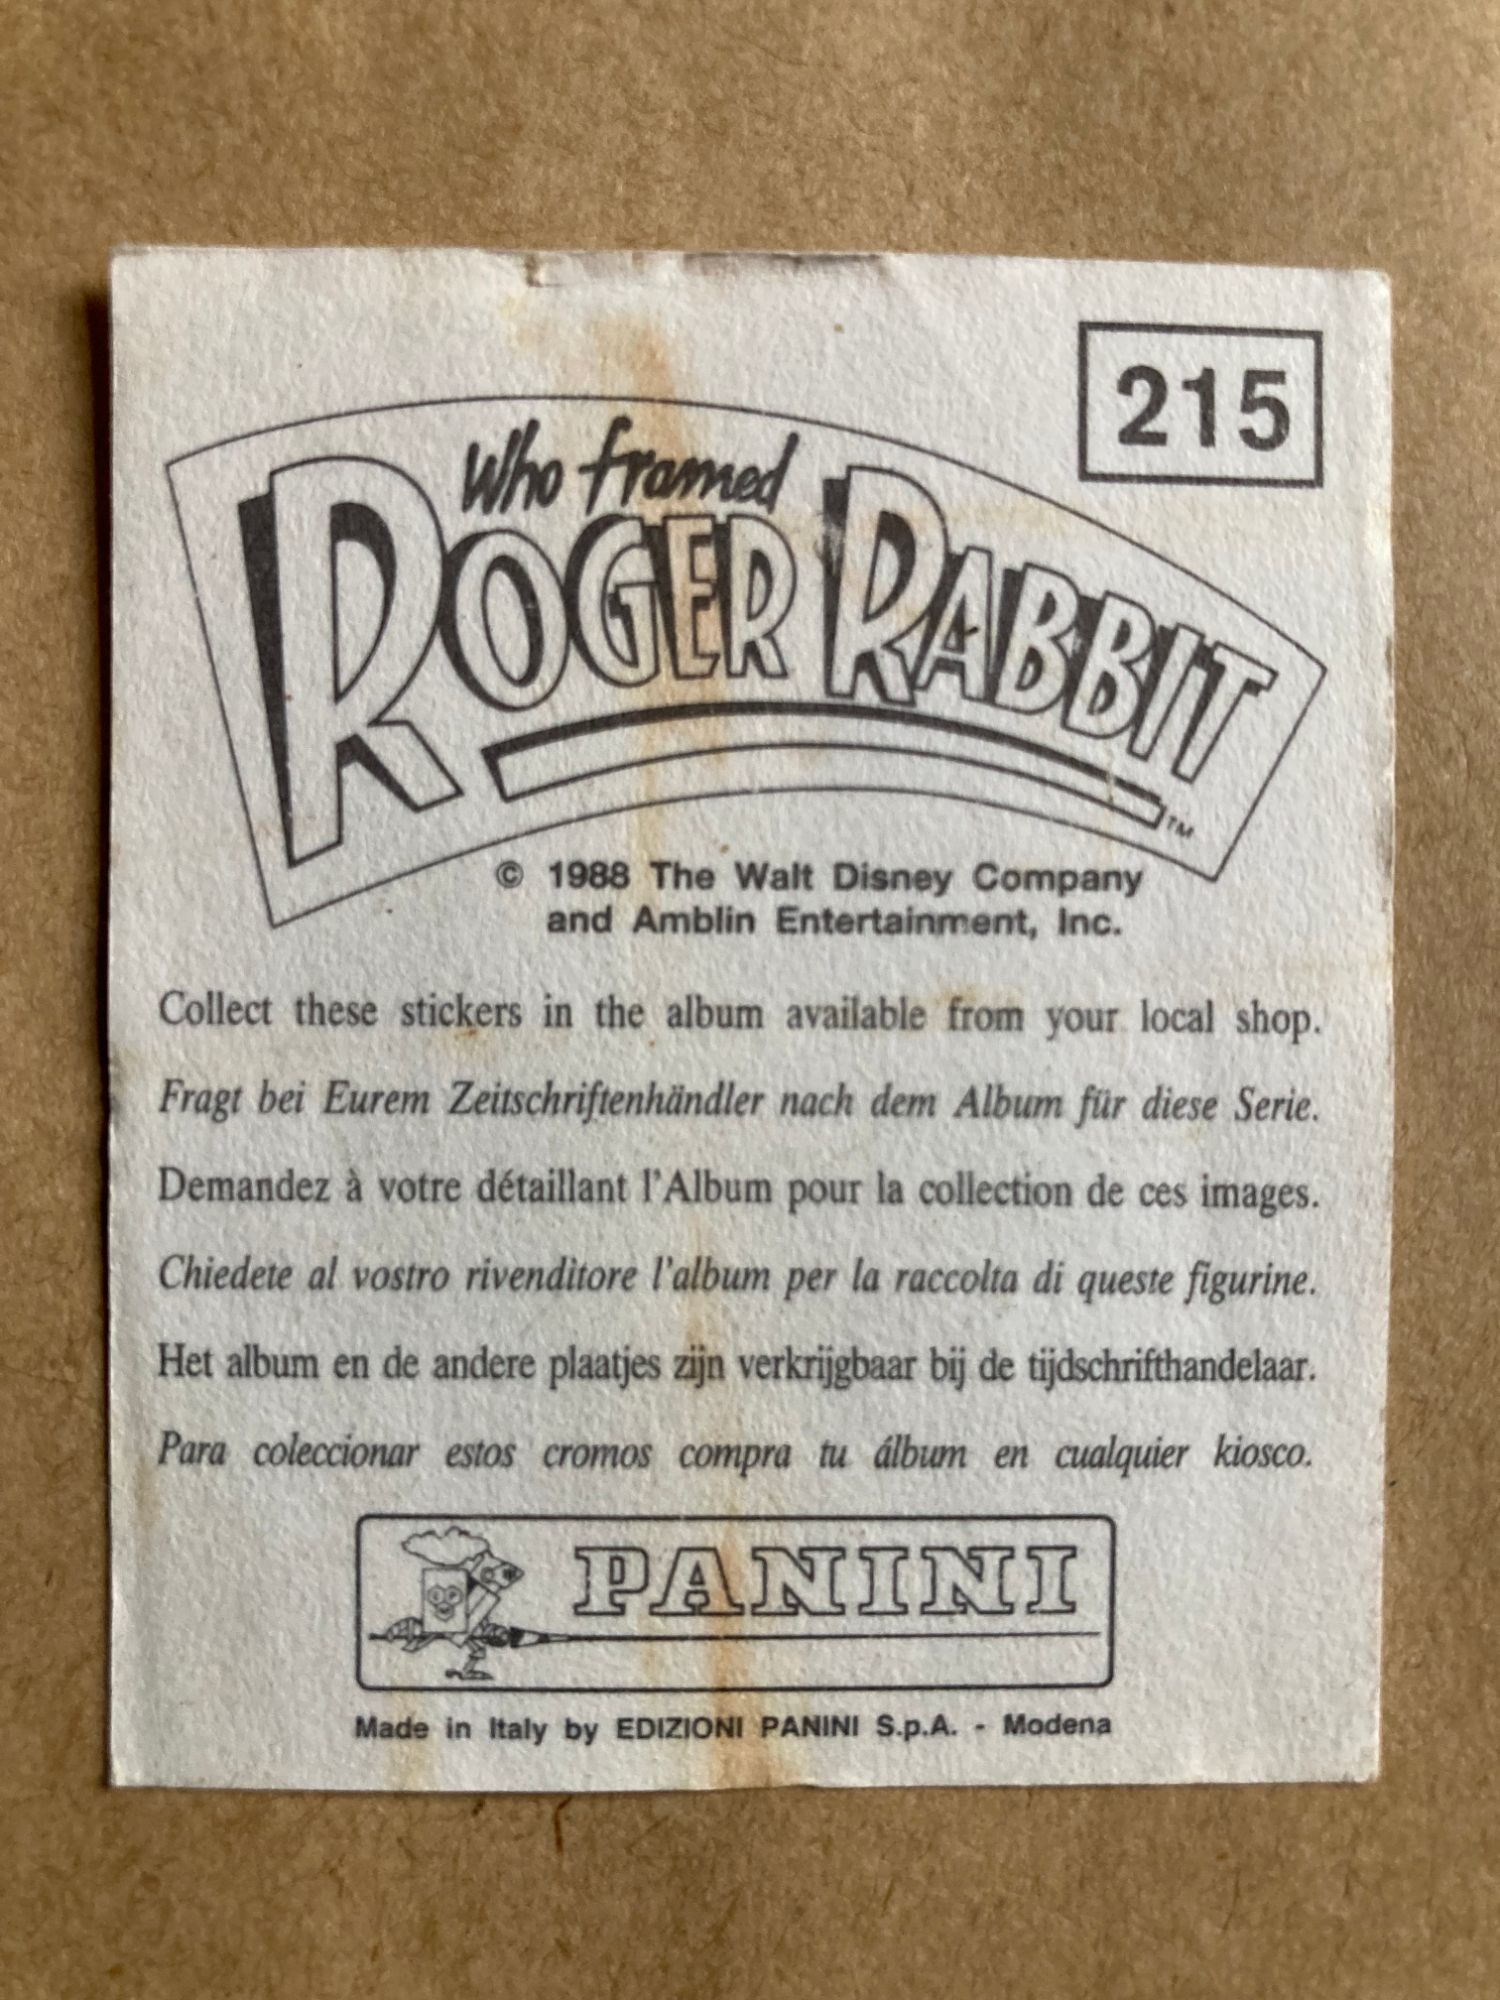 215
Who framed
ROGER RABBIT
™
© 1988 The Walt Disney Company
and Amblin Entertainment, Inc.
Collect these stickers in the album available from your local shop.
Fragt bei Eurem Zeitschriftenhändler nach dem Album für diese Serie.
Demandez à votre détaillant l'Album pour la collection de ces images.
Chiedete al vostro rivenditore l'album per la raccolta di queste figurine.
Het album en de andere plaatjes zijn verkrijgbaar bij de tijdschrifthandelaar.
Para coleccionar estos cromos compra tu álbum en cualquier kiosco.
PANINI
Made in Italy by EDIZIONI PANINI S.p.A. - Modena